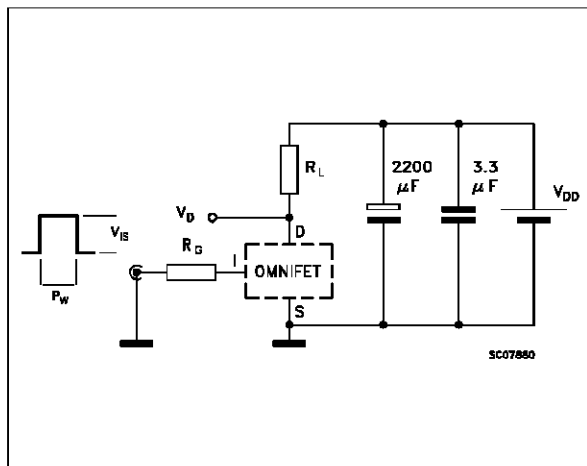 R_L
2200
µF
3.3
µF
V_DD
V_D
D
V_IS
R_G
I
OMNIFET
P_W
S
SC07880